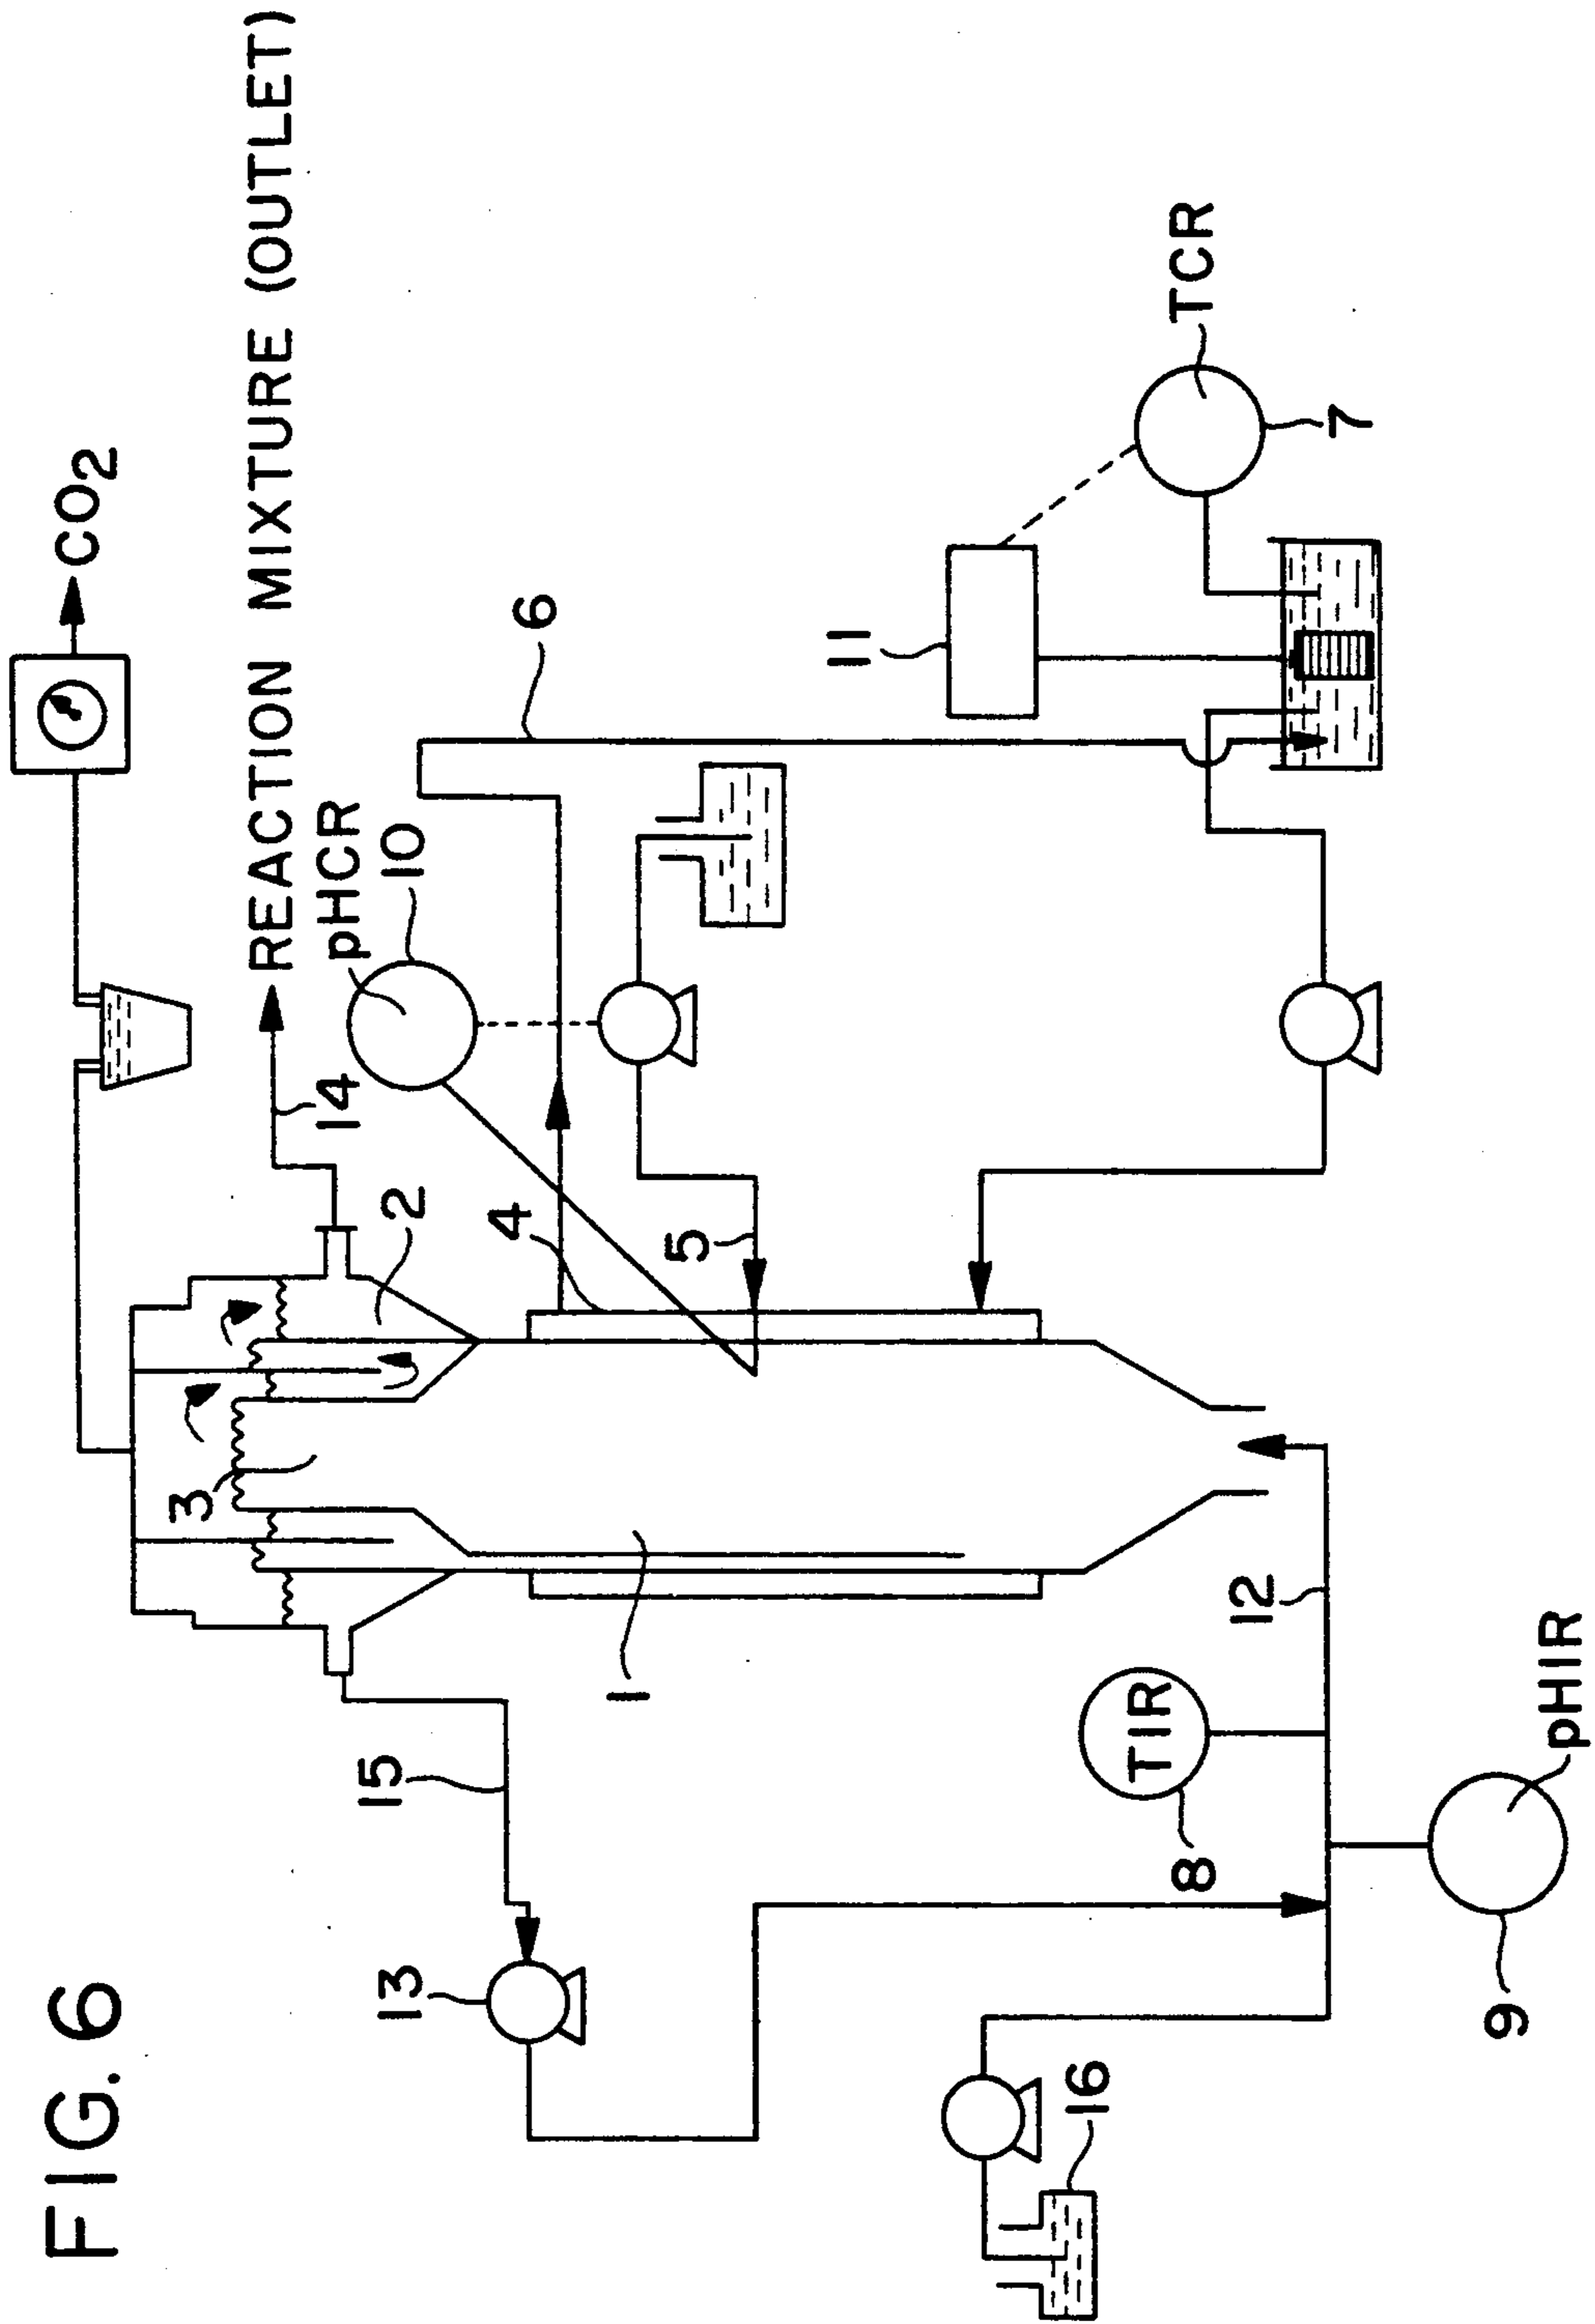 FIG. 6
CO2
REACTION MIXTURE (OUTLET)
14
pHCR
10
3
2
15
6
4
13
5
1
11
TCR
8
TIR
12
7
16
9
pHIR